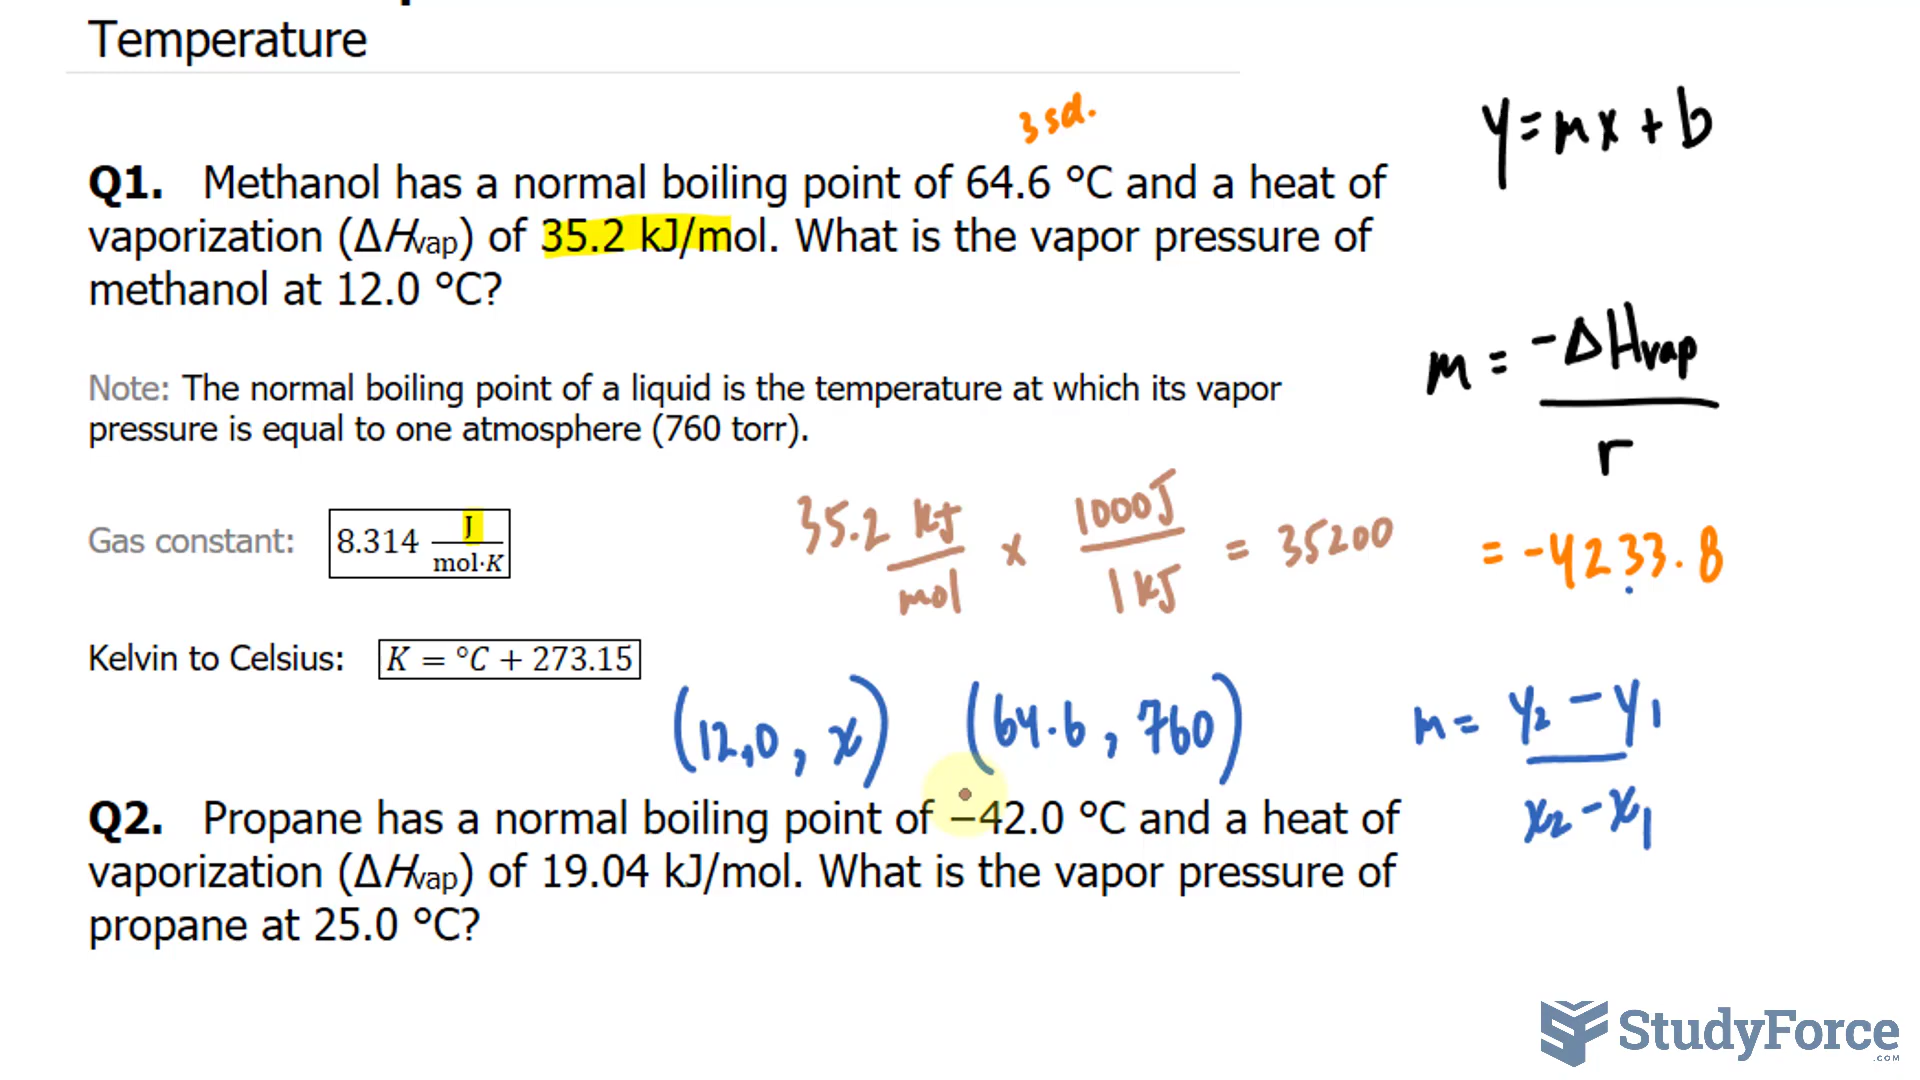 Temperature
3 sd.
y = mx + b
Q1. Methanol has a normal boiling point of 64.6 °C and a heat of
vaporization (ΔHvap) of 35.2 kJ/mol. What is the vapor pressure of
methanol at 12.0 °C?
m = -ΔHvap / r
Note: The normal boiling point of a liquid is the temperature at which its vapor
pressure is equal to one atmosphere (760 torr).
Gas constant: 8.314 J/mol·K
35.2 kJ/mol x 1000J/1kJ = 35200
= -4233.8
Kelvin to Celsius: K = °C + 273.15
(12.0, x) (64.6, 760)
m = y2 - y1 / x2 - x1
Q2. Propane has a normal boiling point of −42.0 °C and a heat of
vaporization (ΔHvap) of 19.04 kJ/mol. What is the vapor pressure of
propane at 25.0 °C?
StudyForce
.COM